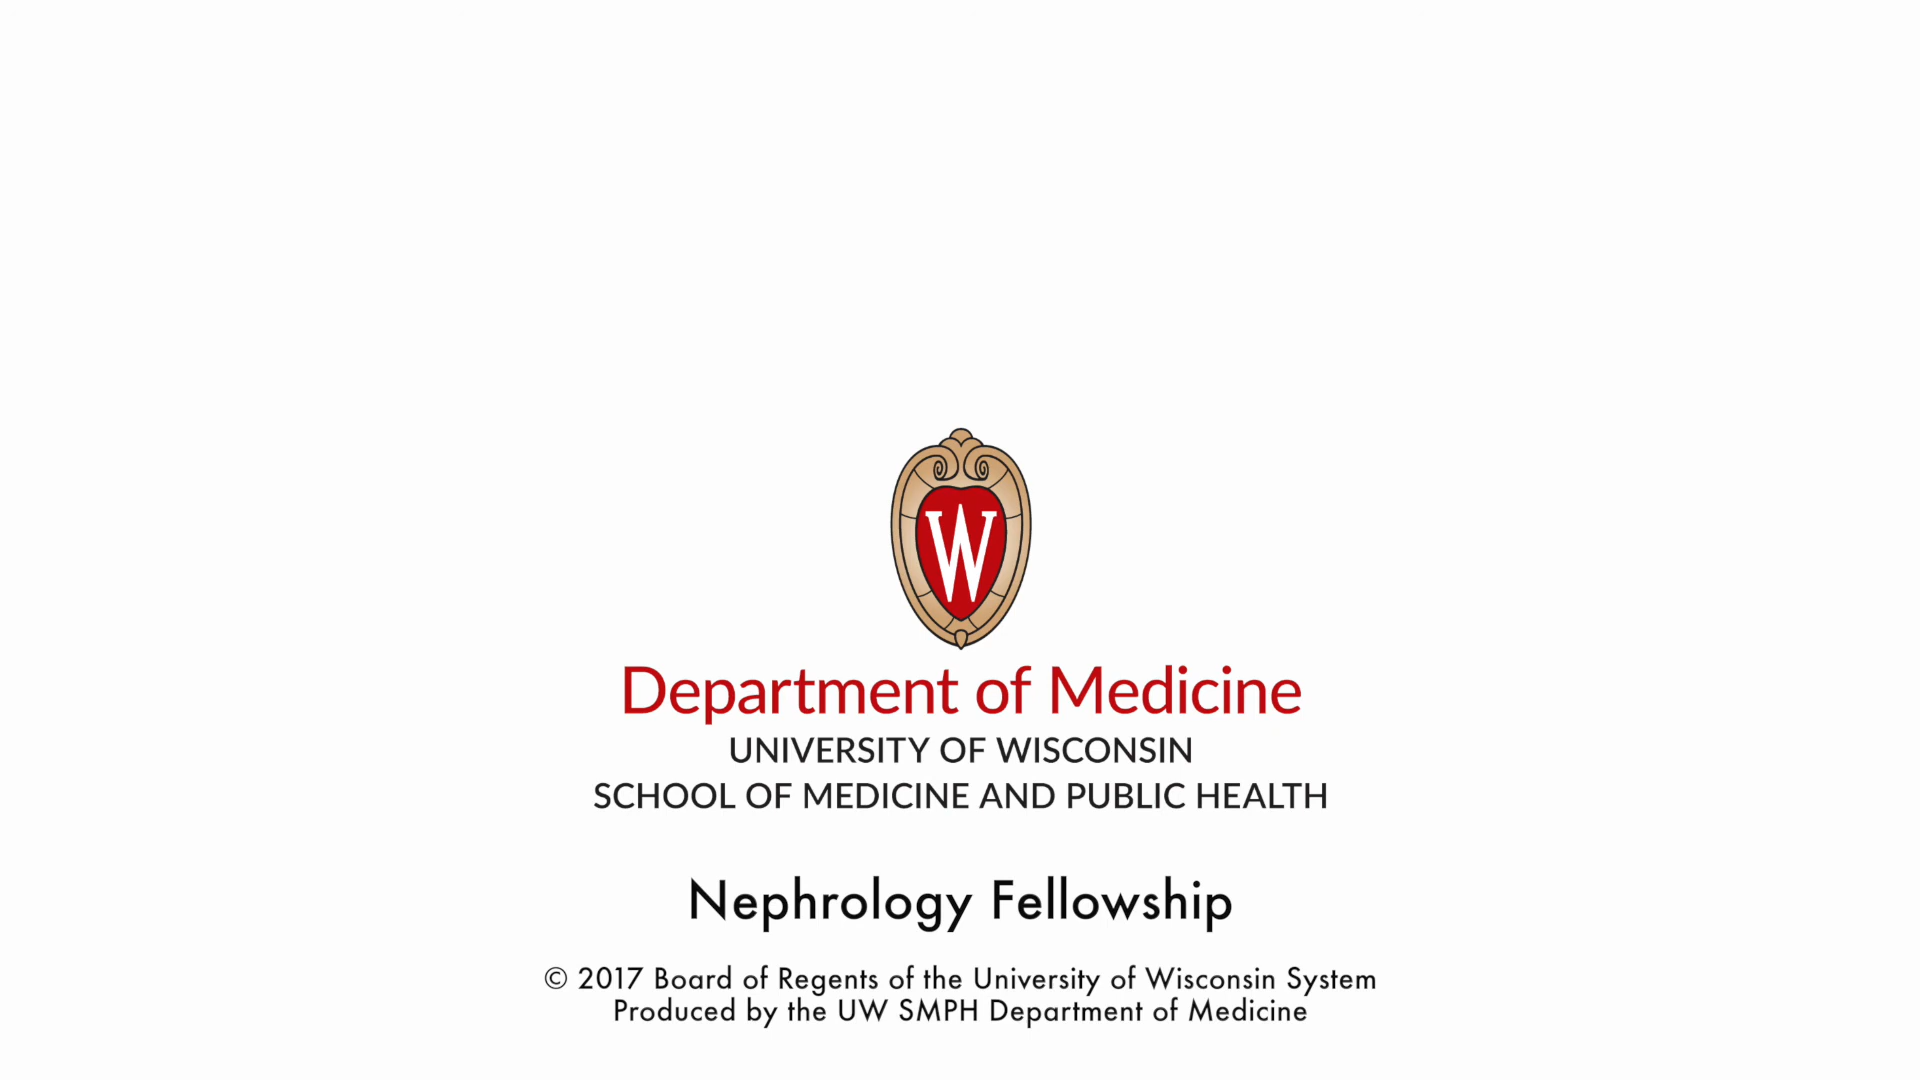 W
Department of Medicine
UNIVERSITY OF WISCONSIN
SCHOOL OF MEDICINE AND PUBLIC HEALTH
Nephrology Fellowship
© 2017 Board of Regents of the University of Wisconsin System
Produced by the UW SMPH Department of Medicine